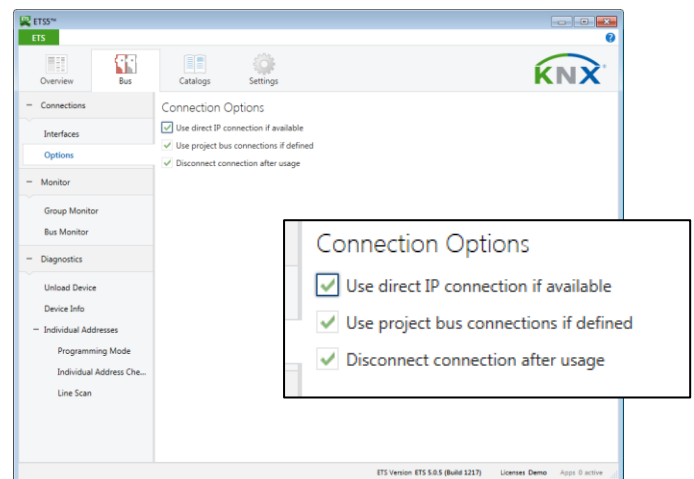 ETS5™
ETS
Overview
Bus
Catalogs
Settings
KNX
Connections
Interfaces
Options
Monitor
Group Monitor
Bus Monitor
Diagnostics
Unload Device
Device Info
Individual Addresses
Programming Mode
Individual Address Che...
Line Scan
Connection Options
Use direct IP connection if available
Use project bus connections if defined
Disconnect connection after usage
Connection Options
Use direct IP connection if available
Use project bus connections if defined
Disconnect connection after usage
ETS Version ETS 5.0.5 (Build 1217) Licenses Demo Apps 0 active